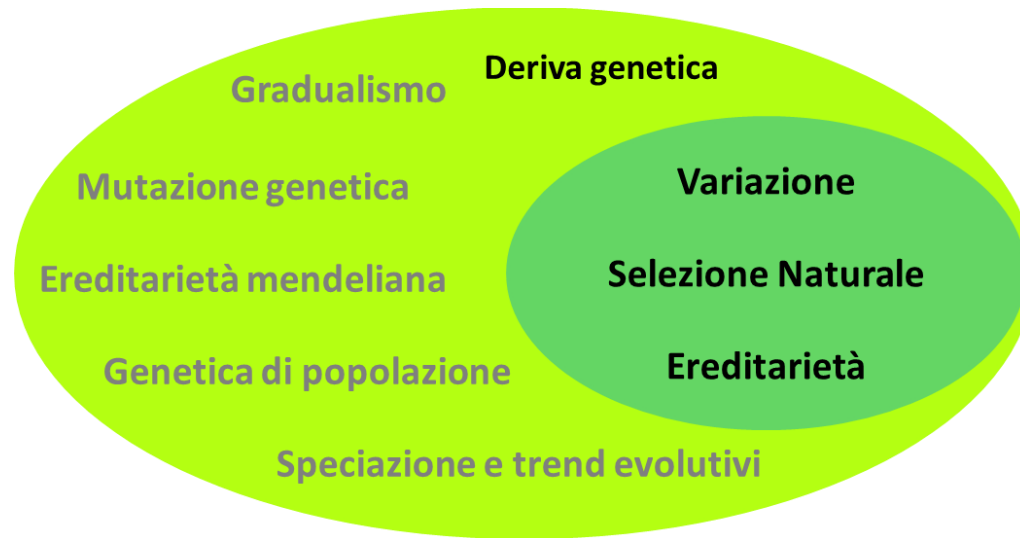 Deriva genetica
Gradualismo
Mutazione genetica
Variazione
Ereditarietà mendeliana
Selezione Naturale
Genetica di popolazione
Ereditarietà
Speciazione e trend evolutivi